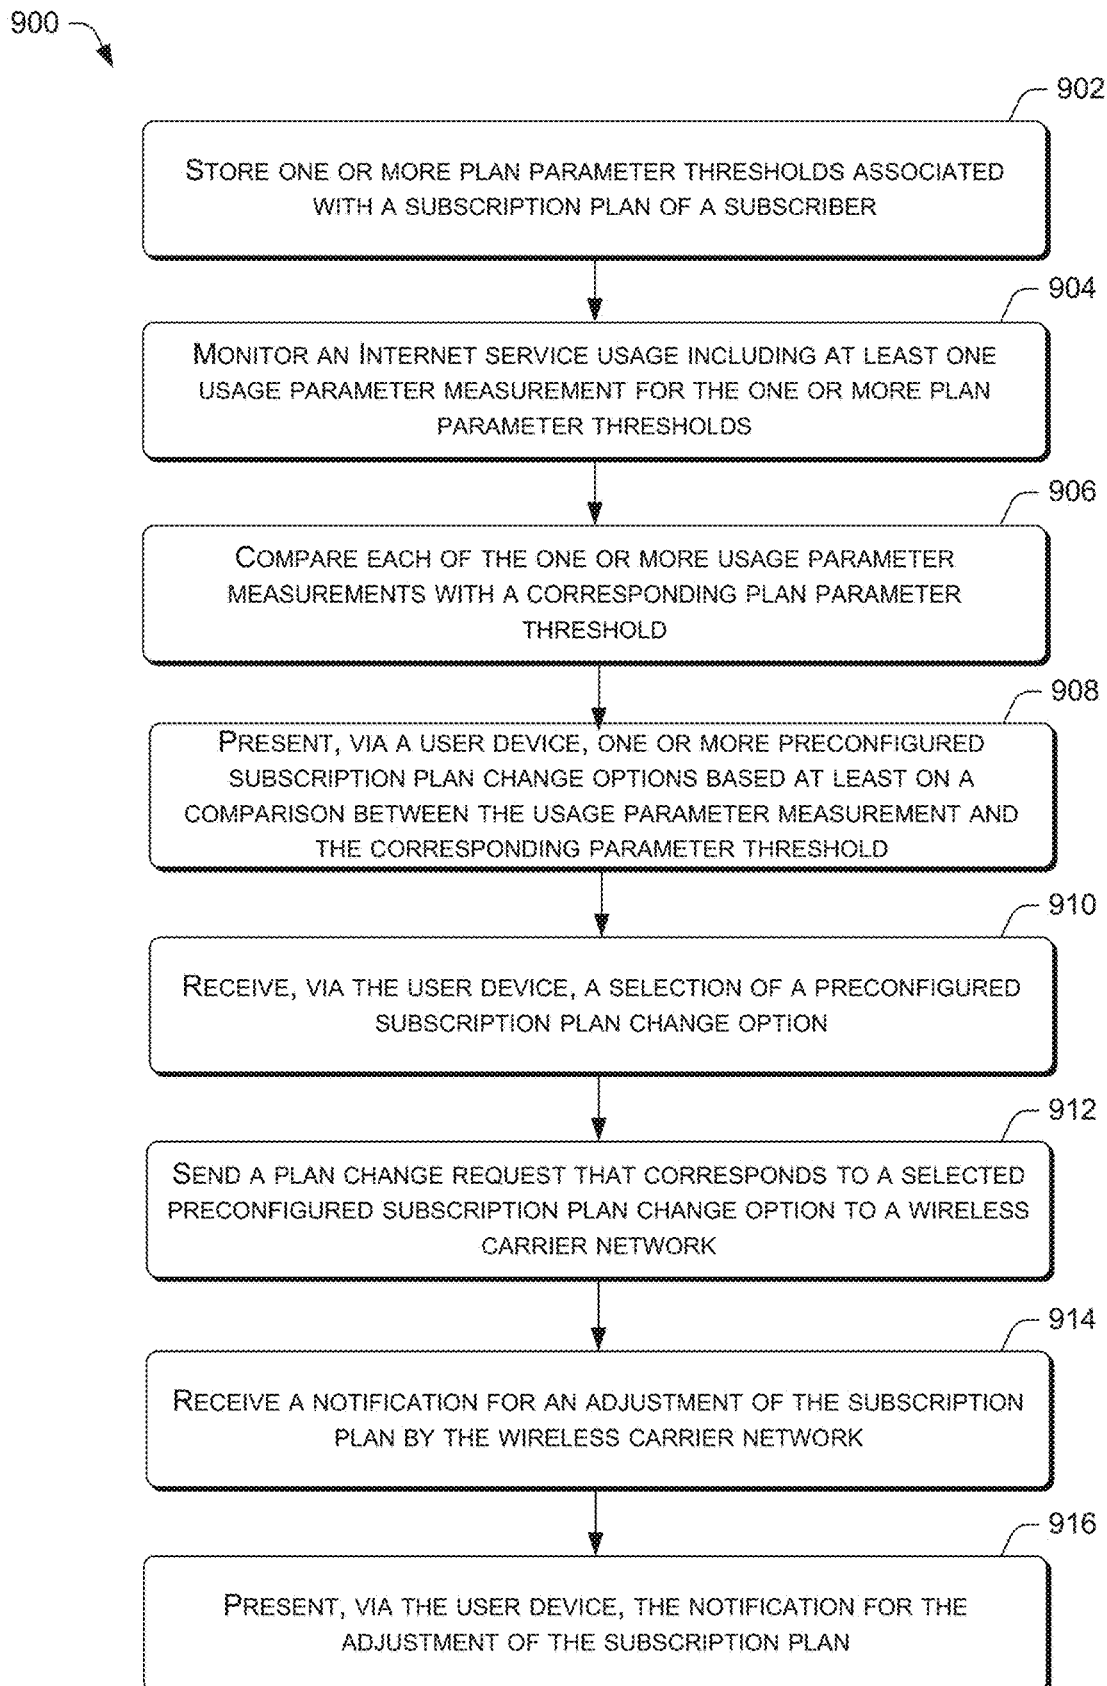 900
902
STORE ONE OR MORE PLAN PARAMETER THRESHOLDS ASSOCIATED
WITH A SUBSCRIPTION PLAN OF A SUBSCRIBER
904
MONITOR AN INTERNET SERVICE USAGE INCLUDING AT LEAST ONE
USAGE PARAMETER MEASUREMENT FOR THE ONE OR MORE PLAN
PARAMETER THRESHOLDS
906
COMPARE EACH OF THE ONE OR MORE USAGE PARAMETER
MEASUREMENTS WITH A CORRESPONDING PLAN PARAMETER
THRESHOLD
908
PRESENT, VIA A USER DEVICE, ONE OR MORE PRECONFIGURED
SUBSCRIPTION PLAN CHANGE OPTIONS BASED AT LEAST ON A
COMPARISON BETWEEN THE USAGE PARAMETER MEASUREMENT AND
THE CORRESPONDING PARAMETER THRESHOLD
910
RECEIVE, VIA THE USER DEVICE, A SELECTION OF A PRECONFIGURED
SUBSCRIPTION PLAN CHANGE OPTION
912
SEND A PLAN CHANGE REQUEST THAT CORRESPONDS TO A SELECTED
PRECONFIGURED SUBSCRIPTION PLAN CHANGE OPTION TO A WIRELESS
CARRIER NETWORK
914
RECEIVE A NOTIFICATION FOR AN ADJUSTMENT OF THE SUBSCRIPTION
PLAN BY THE WIRELESS CARRIER NETWORK
916
PRESENT, VIA THE USER DEVICE, THE NOTIFICATION FOR THE
ADJUSTMENT OF THE SUBSCRIPTION PLAN